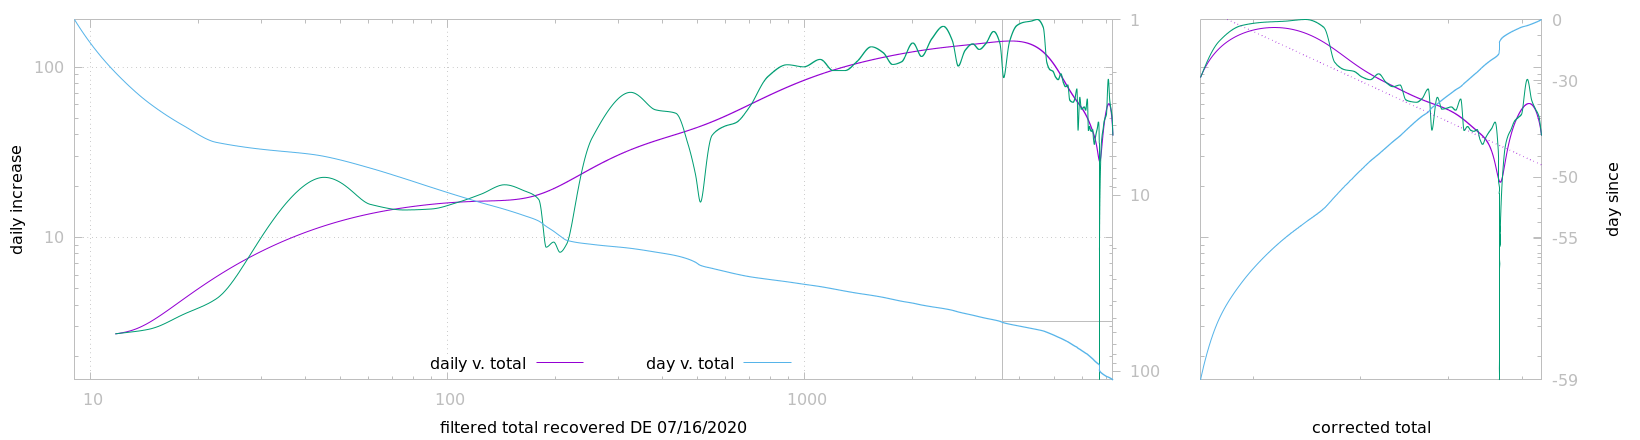 daily increase
100
10
10
100
1000
1
10
100
daily v. total
day v. total
filtered total recovered DE 07/16/2020
0
-30
-50
-55
-59
day since
corrected total